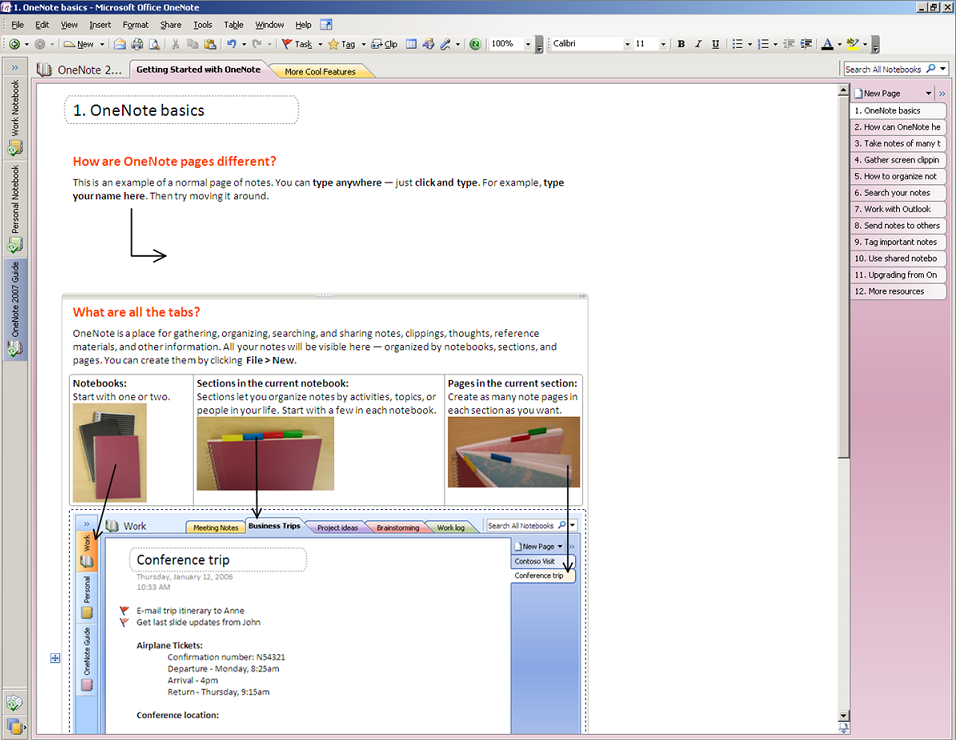 1. OneNote basics - Microsoft Office OneNote
File Edit View Insert Format Share Tools Table Window Help
New Task Tag Clip 100% Calibri 11 B I U A
OneNote 2... Getting Started with OneNote More Cool Features Search All Notebooks
Work Notebook
Personal Notebook
OneNote 2007 Guide
1. OneNote basics
How are OneNote pages different?
This is an example of a normal page of notes. You can type anywhere — just click and type. For example, type
your name here. Then try moving it around.
What are all the tabs?
OneNote is a place for gathering, organizing, searching, and sharing notes, clippings, thoughts, reference
materials, and other information. All your notes will be visible here — organized by notebooks, sections, and
pages. You can create them by clicking File > New.
Notebooks:
Start with one or two.
Sections in the current notebook:
Sections let you organize notes by activities, topics, or
people in your life. Start with a few in each notebook.
Pages in the current section:
Create as many note pages in
each section as you want.
Work Meeting Notes Business Trips Project ideas Brainstorming Work log Search All Notebooks
Work
Personal
OneNote Guide
Conference trip
Thursday, January 12, 2006
10:33 AM
E-mail trip itinerary to Anne
Get last slide updates from John
Airplane Tickets:
Confirmation number: N54321
Departure - Monday, 8:25am
Arrival - 4pm
Return - Thursday, 9:15am
Conference location:
New Page
Contoso Visit
Conference trip
New Page
1. OneNote basics
2. How can OneNote he
3. Take notes of many t
4. Gather screen clippin
5. How to organize not
6. Search your notes
7. Work with Outlook
8. Send notes to others
9. Tag important notes
10. Use shared notebo
11. Upgrading from On
12. More resources